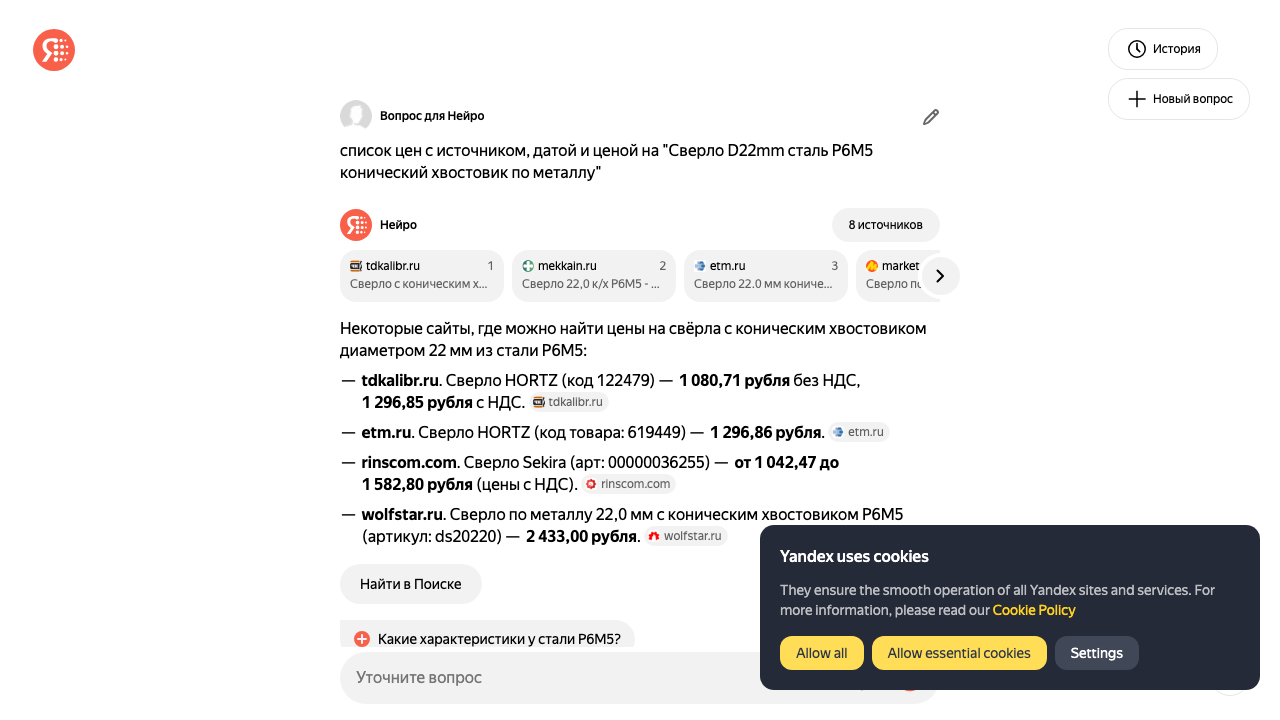 История
Новый вопрос
Вопрос для Нейро
список цен с источником, датой и ценой на "Сверло D22mm сталь Р6М5
конический хвостовик по металлу"
Нейро
8 источников
tdkalibr.ru 1
Сверло с коническим х...
mekkain.ru 2
Сверло 22,0 к/х Р6М5 - ...
etm.ru 3
Сверло 22.0 мм кониче...
market
Сверло по
Некоторые сайты, где можно найти цены на свёрла с коническим хвостовиком
диаметром 22 мм из стали Р6М5:
— tdkalibr.ru. Сверло HORTZ (код 122479) — 1 080,71 рубля без НДС,
1 296,85 рубля с НДС. tdkalibr.ru
— etm.ru. Сверло HORTZ (код товара: 619449) — 1 296,86 рубля. etm.ru
— rinscom.com. Сверло Sekira (арт: 00000036255) — от 1 042,47 до
1 582,80 рубля (цены с НДС). rinscom.com
— wolfstar.ru. Сверло по металлу 22,0 мм с коническим хвостовиком Р6М5
(артикул: ds20220) — 2 433,00 рубля. wolfstar.ru
Найти в Поиске
Какие характеристики у стали Р6М5?
Уточните вопрос
Yandex uses cookies
They ensure the smooth operation of all Yandex sites and services. For
more information, please read our Cookie Policy
Allow all
Allow essential cookies
Settings